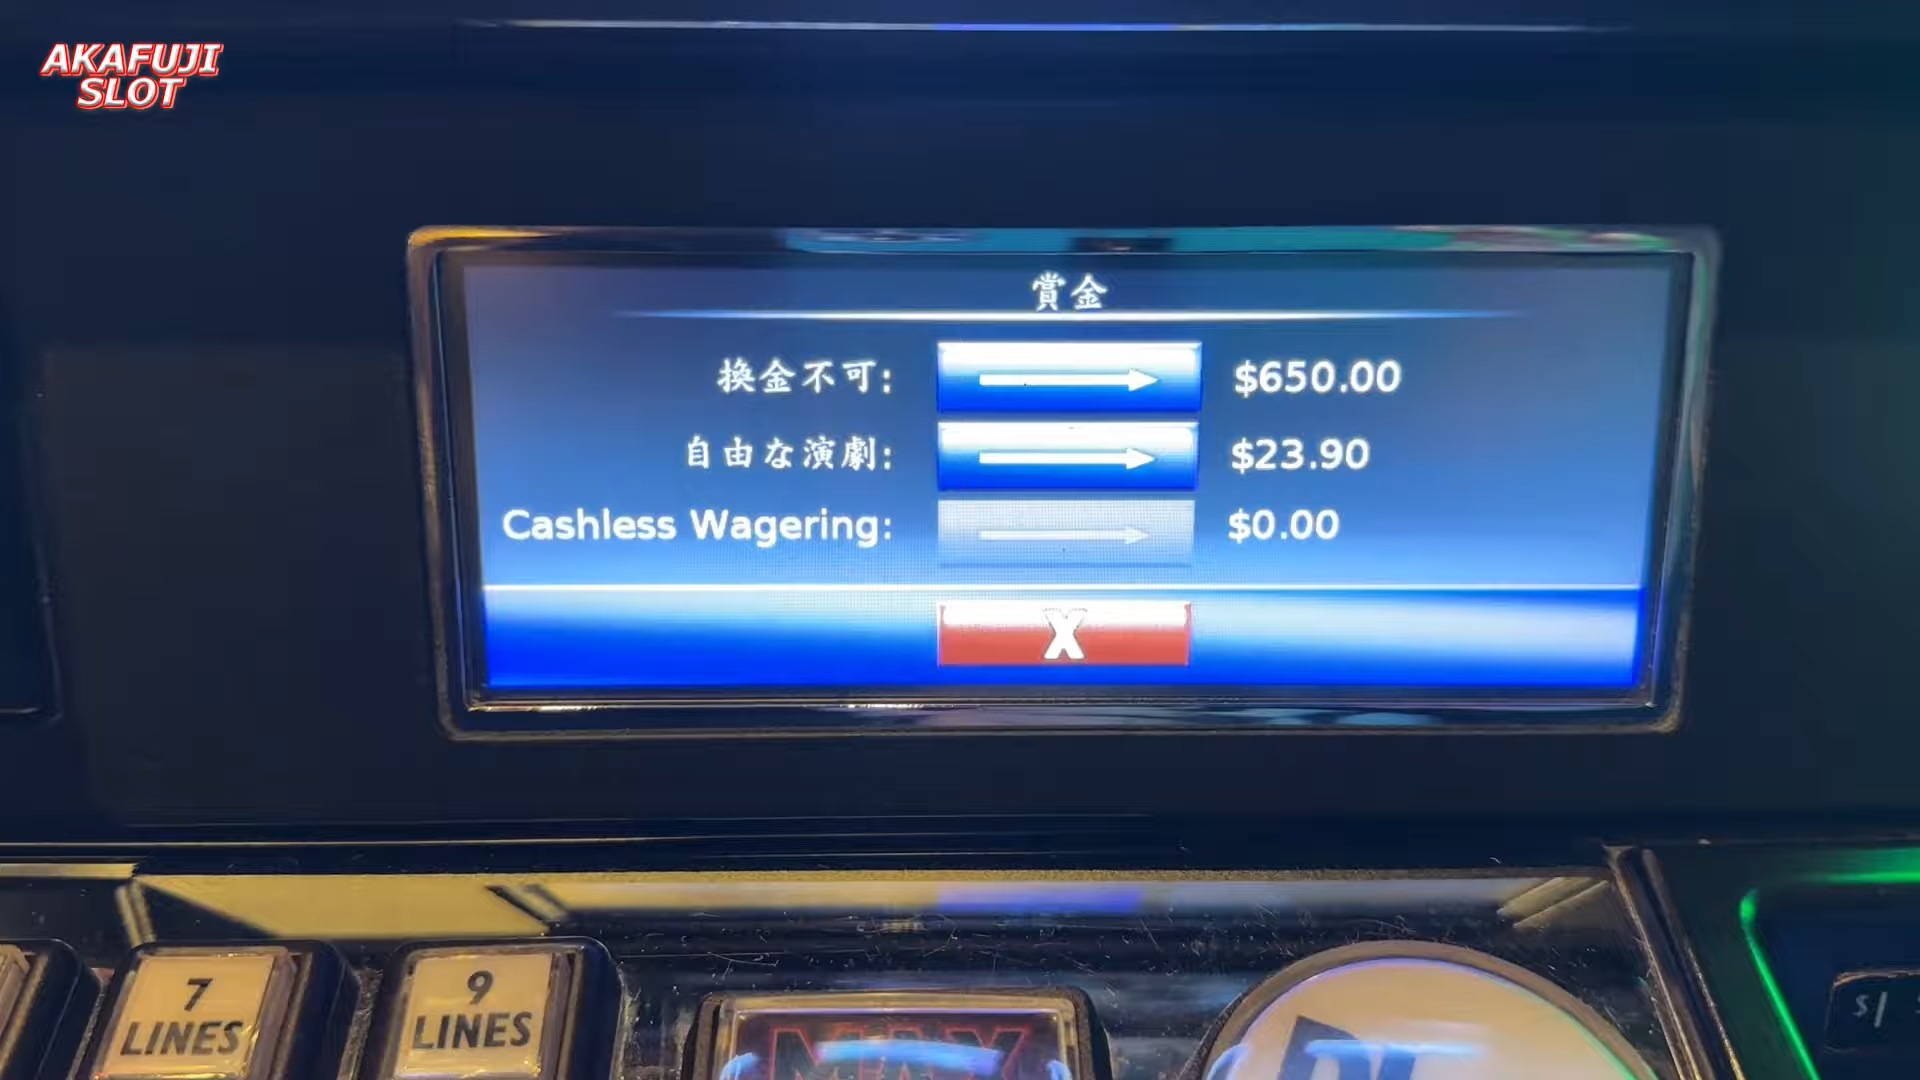 AKAFUJI
SLOT
賞金
換金不可: $650.00
自由な演劇: $23.90
Cashless Wagering: $0.00
X
7
LINES
9
LINES
MAX
$1